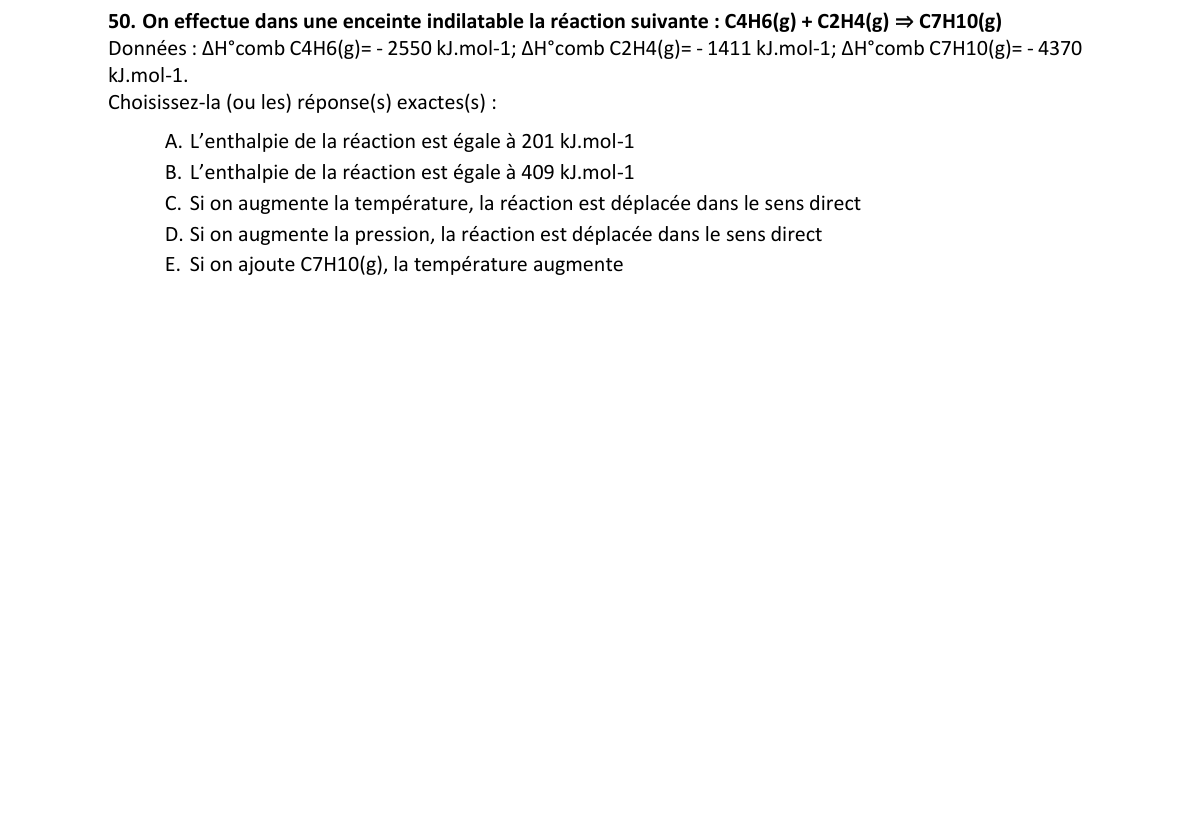 50. On effectue dans une enceinte indilatable la réaction suivante : C4H6(g) + C2H4(g) ⇒ C7H10(g)
Données : ΔH°comb C4H6(g)= - 2550 kJ.mol-1; ΔH°comb C2H4(g)= - 1411 kJ.mol-1; ΔH°comb C7H10(g)= - 4370
kJ.mol-1.
Choisissez-la (ou les) réponse(s) exactes(s) :
A. L’enthalpie de la réaction est égale à 201 kJ.mol-1
B. L’enthalpie de la réaction est égale à 409 kJ.mol-1
C. Si on augmente la température, la réaction est déplacée dans le sens direct
D. Si on augmente la pression, la réaction est déplacée dans le sens direct
E. Si on ajoute C7H10(g), la température augmente